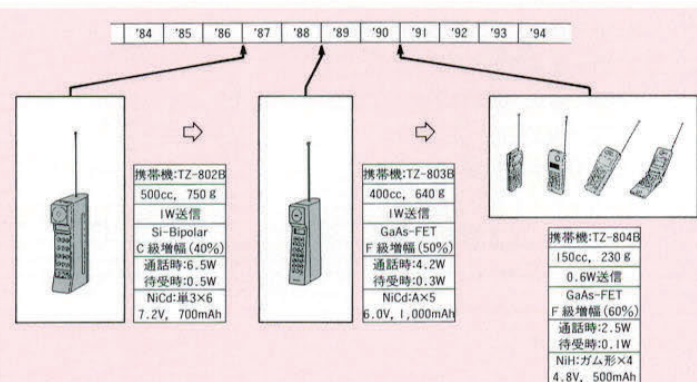 '84 '85 '86 '87 '88 '89 '90 '91 '92 '93 '94
携帯機:TZ-802B
500cc, 750g
1W送信
Si-Bipolar
C級増幅(40%)
通話時:6.5W
待受時:0.5W
NiCd:単3×6
7.2V, 700mAh
携帯機:TZ-803B
400cc, 640g
1W送信
GaAs-FET
F級増幅(50%)
通話時:4.2W
待受時:0.3W
NiCd:A×5
6.0V, 1,000mAh
携帯機:TZ-804B
150cc, 230g
0.6W送信
GaAs-FET
F級増幅(60%)
通話時:2.5W
待受時:0.1W
NiH:ガム形×4
4.8V, 500mAh